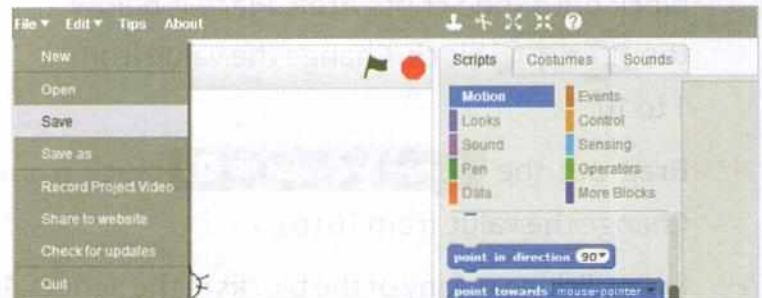 File Edit Tips About
New
Open
Save
Save as
Record Project Video
Share to website
Check for updates
Quit
Scripts Costumes Sounds
Motion Events
Looks Control
Sound Sensing
Pen Operators
Data More Blocks
point in direction 90
point towards mouse-pointer